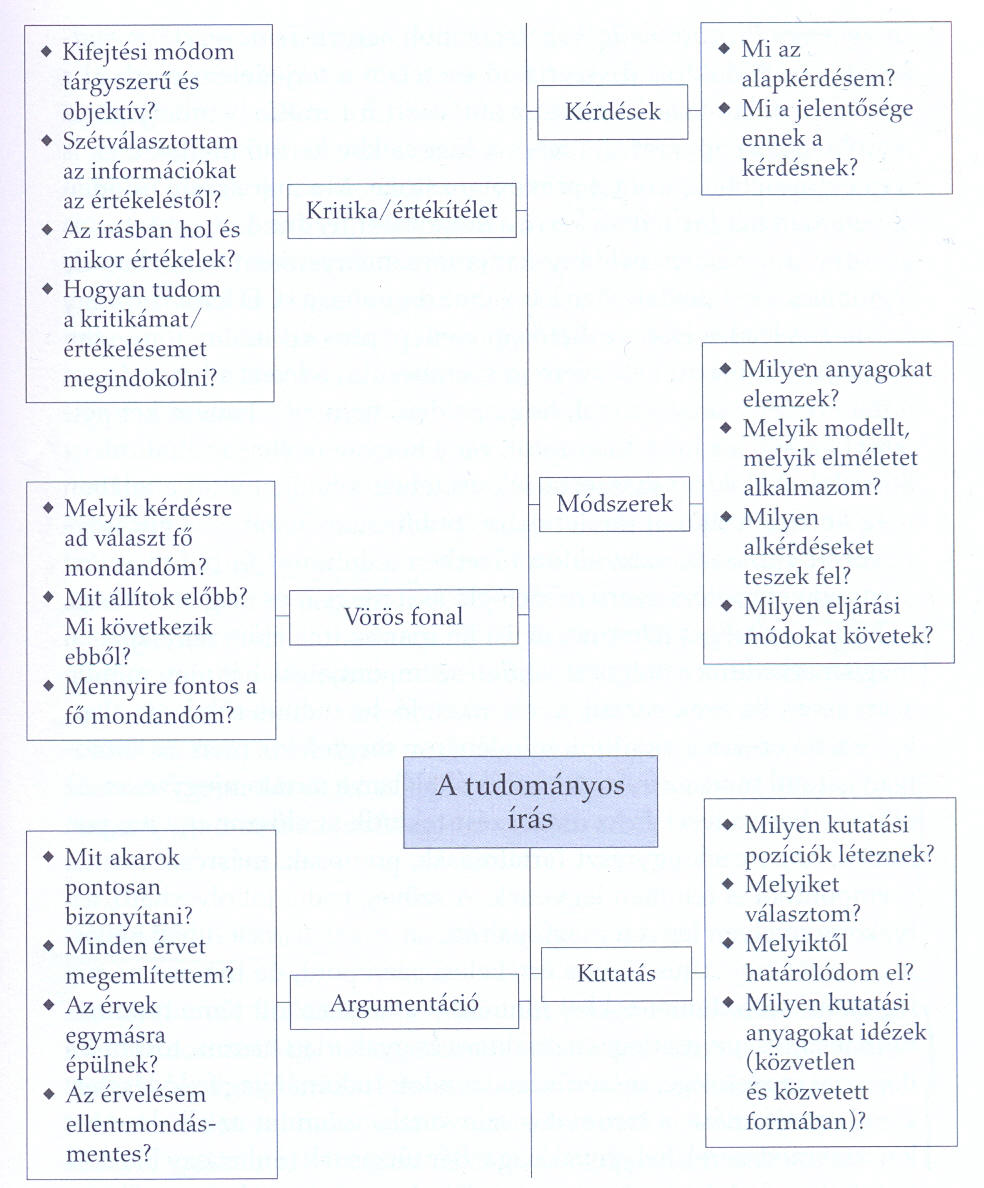 ◆ Kifejtési módom
tárgyszerű és
objektív?
◆ Szétválasztottam
az információkat
az értékeléstől?
◆ Az írásban hol és
mikor értékelek?
◆ Hogyan tudom
a kritikámat/
értékelésemet
megindokolni?
Kritika/értékítélet
Kérdések
◆ Mi az
alapkérdésem?
◆ Mi a jelentősége
ennek a
kérdésnek?
Módszerek
◆ Milyen anyagokat
elemzek?
◆ Melyik modellt,
melyik elméletet
alkalmazom?
◆ Milyen
alkérdéseket
teszek fel?
◆ Milyen eljárási
módokat követek?
◆ Melyik kérdésre
ad választ fő
mondandóm?
◆ Mit állítok előbb?
Mi következik
ebből?
◆ Mennyire fontos a
fő mondandóm?
Vörös fonal
A tudományos
írás
◆ Mit akarok
pontosan
bizonyítani?
◆ Minden érvet
megemlítettem?
◆ Az érvek
egymásra
épülnek?
◆ Az érvelésem
ellentmondás-
mentes?
Argumentáció
Kutatás
◆ Milyen kutatási
pozíciók léteznek?
◆ Melyiket
választom?
◆ Melyiktől
határolódom el?
◆ Milyen kutatási
anyagokat idézek
(közvetlen
és közvetett
formában)?